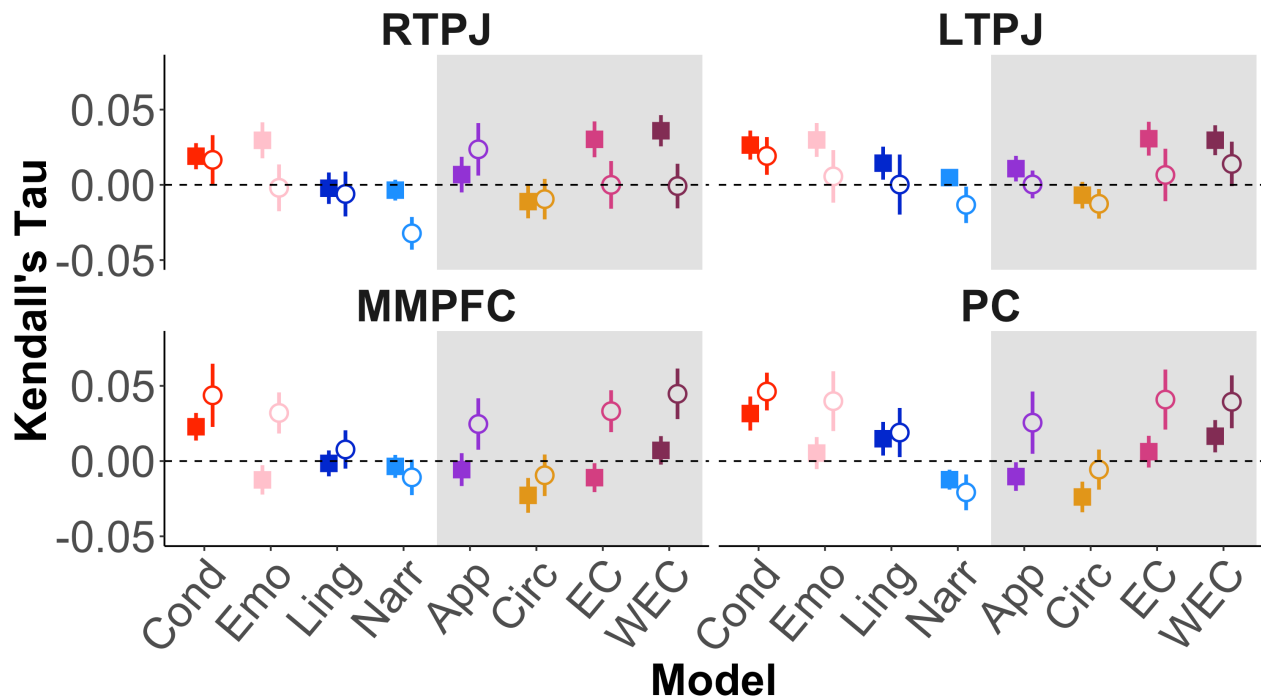 RTPJ
LTPJ
0.05
0.00
-0.05
MMPFC
PC
0.05
0.00
-0.05
Kendall's Tau
Cond Emo Ling Narr App Circ EC WEC
Cond Emo Ling Narr App Circ EC WEC
Model